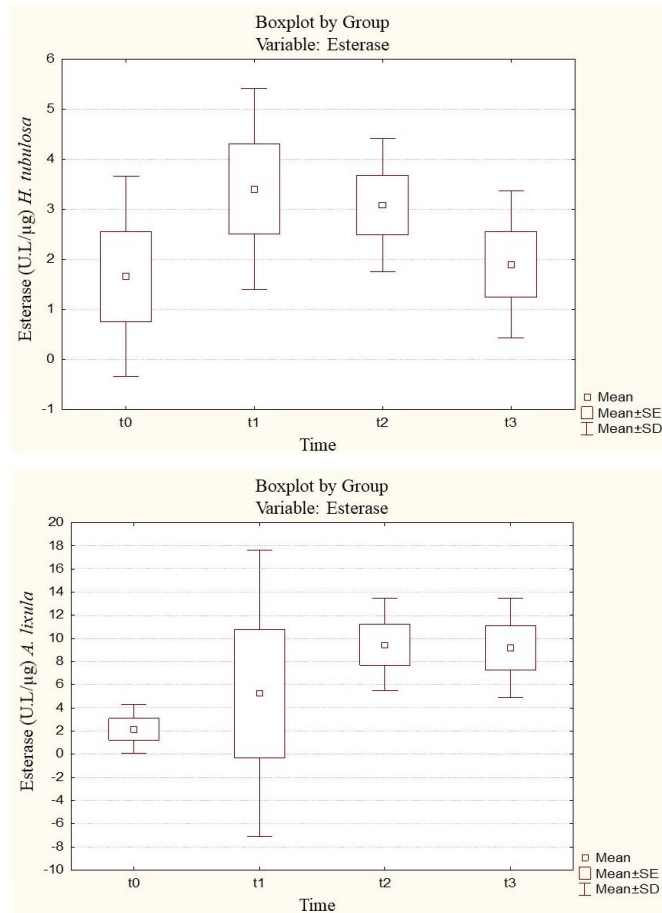 Boxplot by Group
Variable: Esterase
Esterase (U.L/µg) H. tubulosa
6
5
4
3
2
1
0
-1
t0 t1 t2 t3
Time
Mean
Mean±SE
Mean±SD
Boxplot by Group
Variable: Esterase
Esterase (U.L/µg) A. lixula
20
18
16
14
12
10
8
6
4
2
0
-2
-4
-6
-8
-10
t0 t1 t2 t3
Time
Mean
Mean±SE
Mean±SD